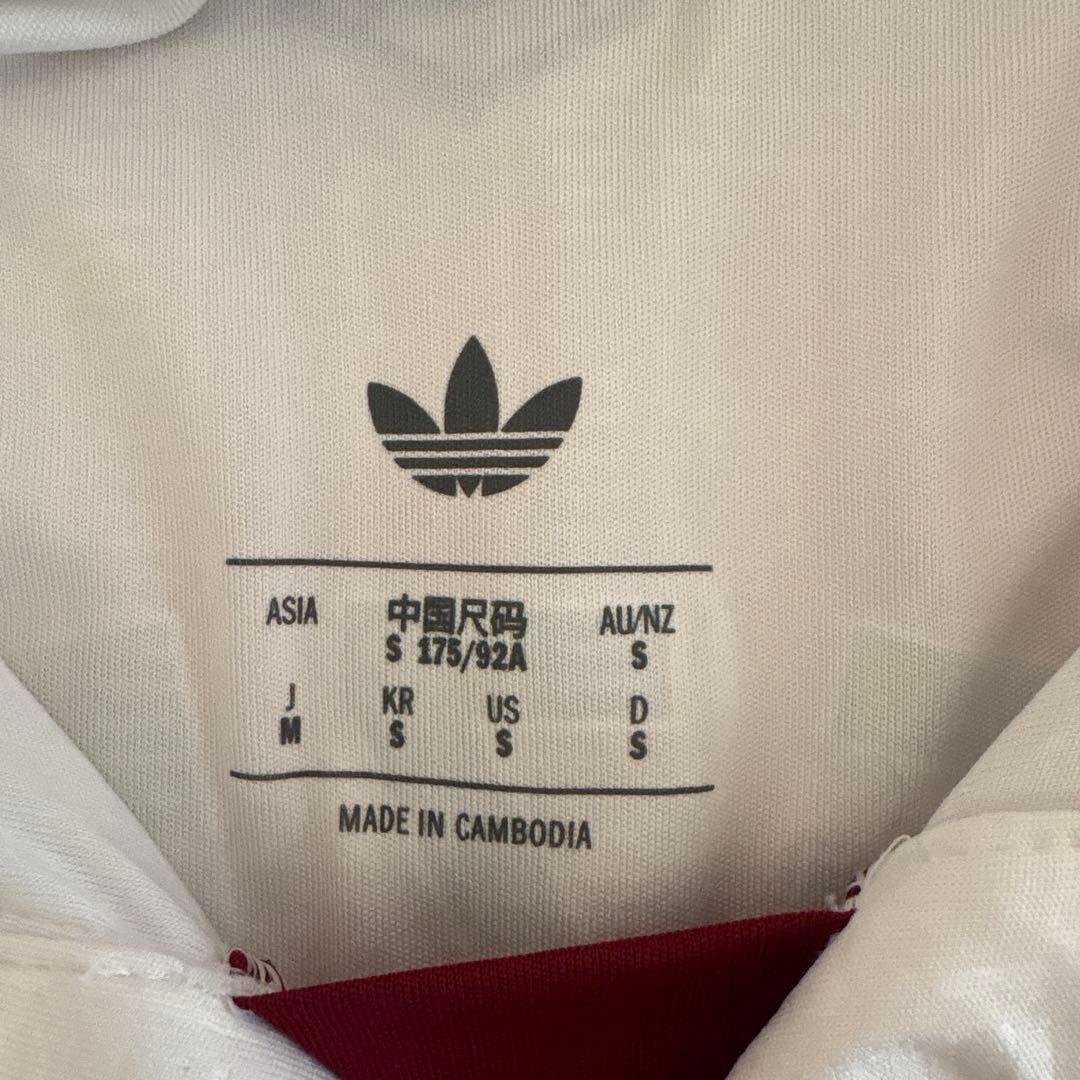 ASIA 中国尺码 AU/NZ
S 175/92A S
J KR US D
M S S S
MADE IN CAMBODIA